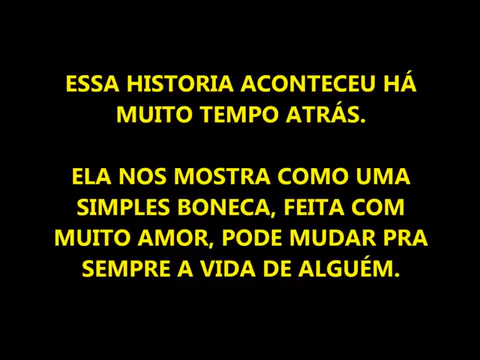 ESSA HISTORIA ACONTECEU HÁ
MUITO TEMPO ATRÁS.
ELA NOS MOSTRA COMO UMA
SIMPLES BONECA, FEITA COM
MUITO AMOR, PODE MUDAR PRA
SEMPRE A VIDA DE ALGUÉM.